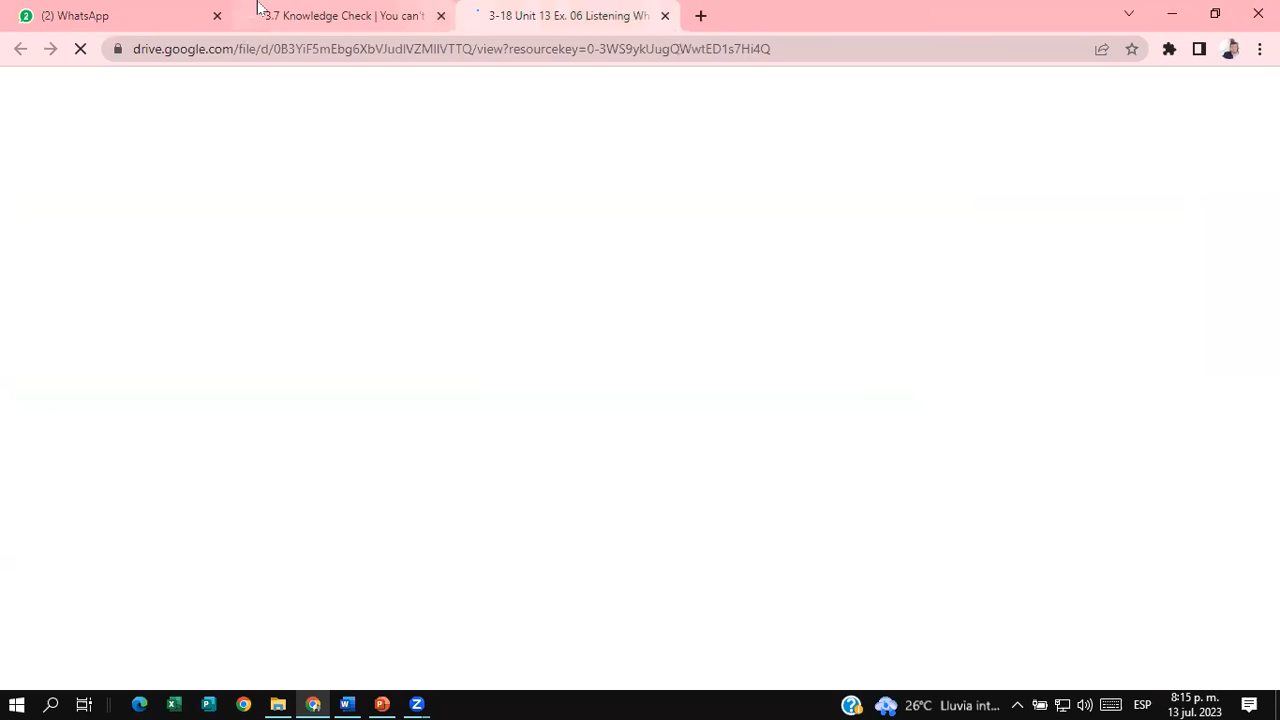 (2) WhatsApp
3.7 Knowledge Check | You can't
3-18 Unit 13 Ex. 06 Listening Wh
drive.google.com/file/d/0B3YiF5mEbg6XbVJudlVZMllVTTQ/view?resourcekey=0-3WS9ykUugQWwtED1s7Hi4Q
26°C Lluvia int...
ESP
8:15 p. m.
13 jul. 2023